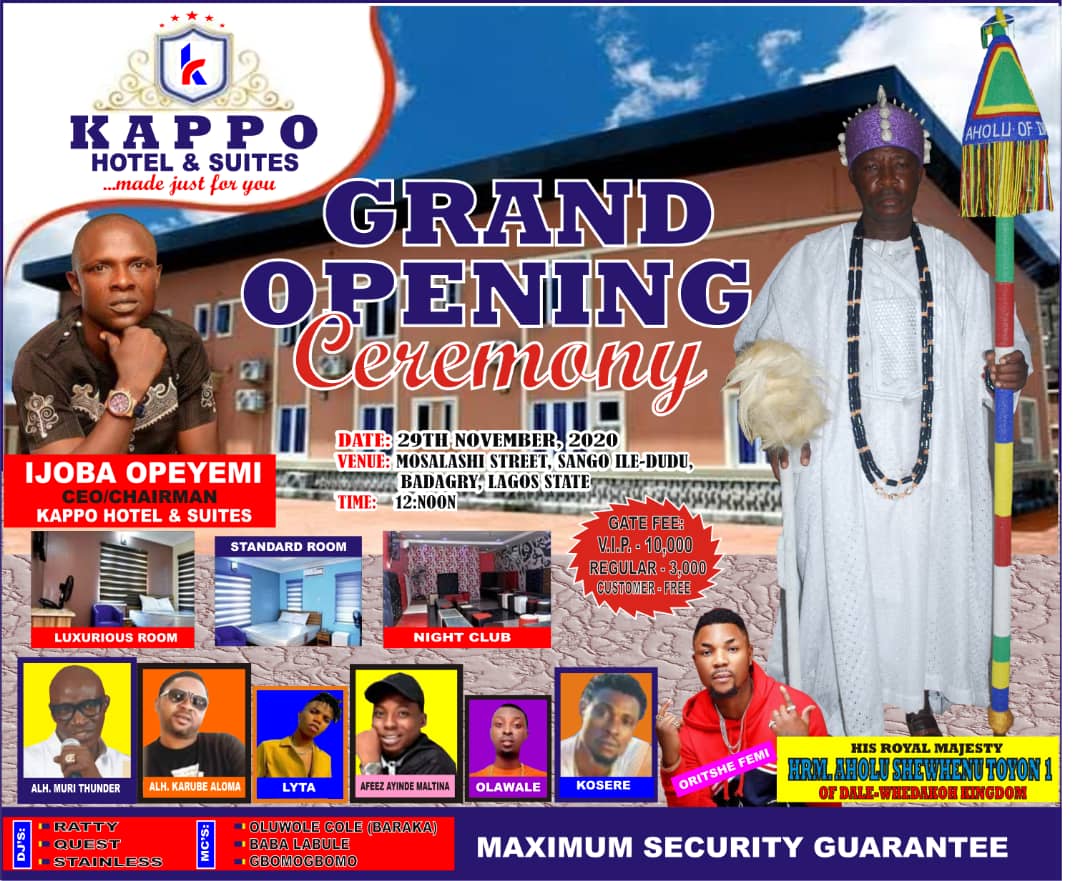 KAPPO
HOTEL & SUITES
...made just for you
GRAND
OPENING
Ceremony
AHOLU OF
IJOBA OPEYEMI
CEO/CHAIRMAN
KAPPO HOTEL & SUITES
DATE: 29TH NOVEMBER, 2020
VENUE: MOSALASHI STREET, SANGO ILE-DUDU,
BADAGRY, LAGOS STATE
TIME: 12:NOON
GATE FEE:
V.I.P. - 10,000
REGULAR - 3,000
CUSTOMER - FREE
LUXURIOUS ROOM
STANDARD ROOM
NIGHT CLUB
ALH. MURI THUNDER
ALH. KARUBE ALOMA
LYTA
AFEEZ AYINDE MALTINA
OLAWALE
KOSERE
ORITSHE FEMI
HIS ROYAL MAJESTY
HRM. AHOLU SHEWHENU TOYON 1
OF DALE-WHEDAKOH KINGDOM
DJ'S:
RATTY
QUEST
STAINLESS
MC'S:
OLUWOLE COLE (BARAKA)
BABA LABULE
GBOMOGBOMO
MAXIMUM SECURITY GUARANTEE